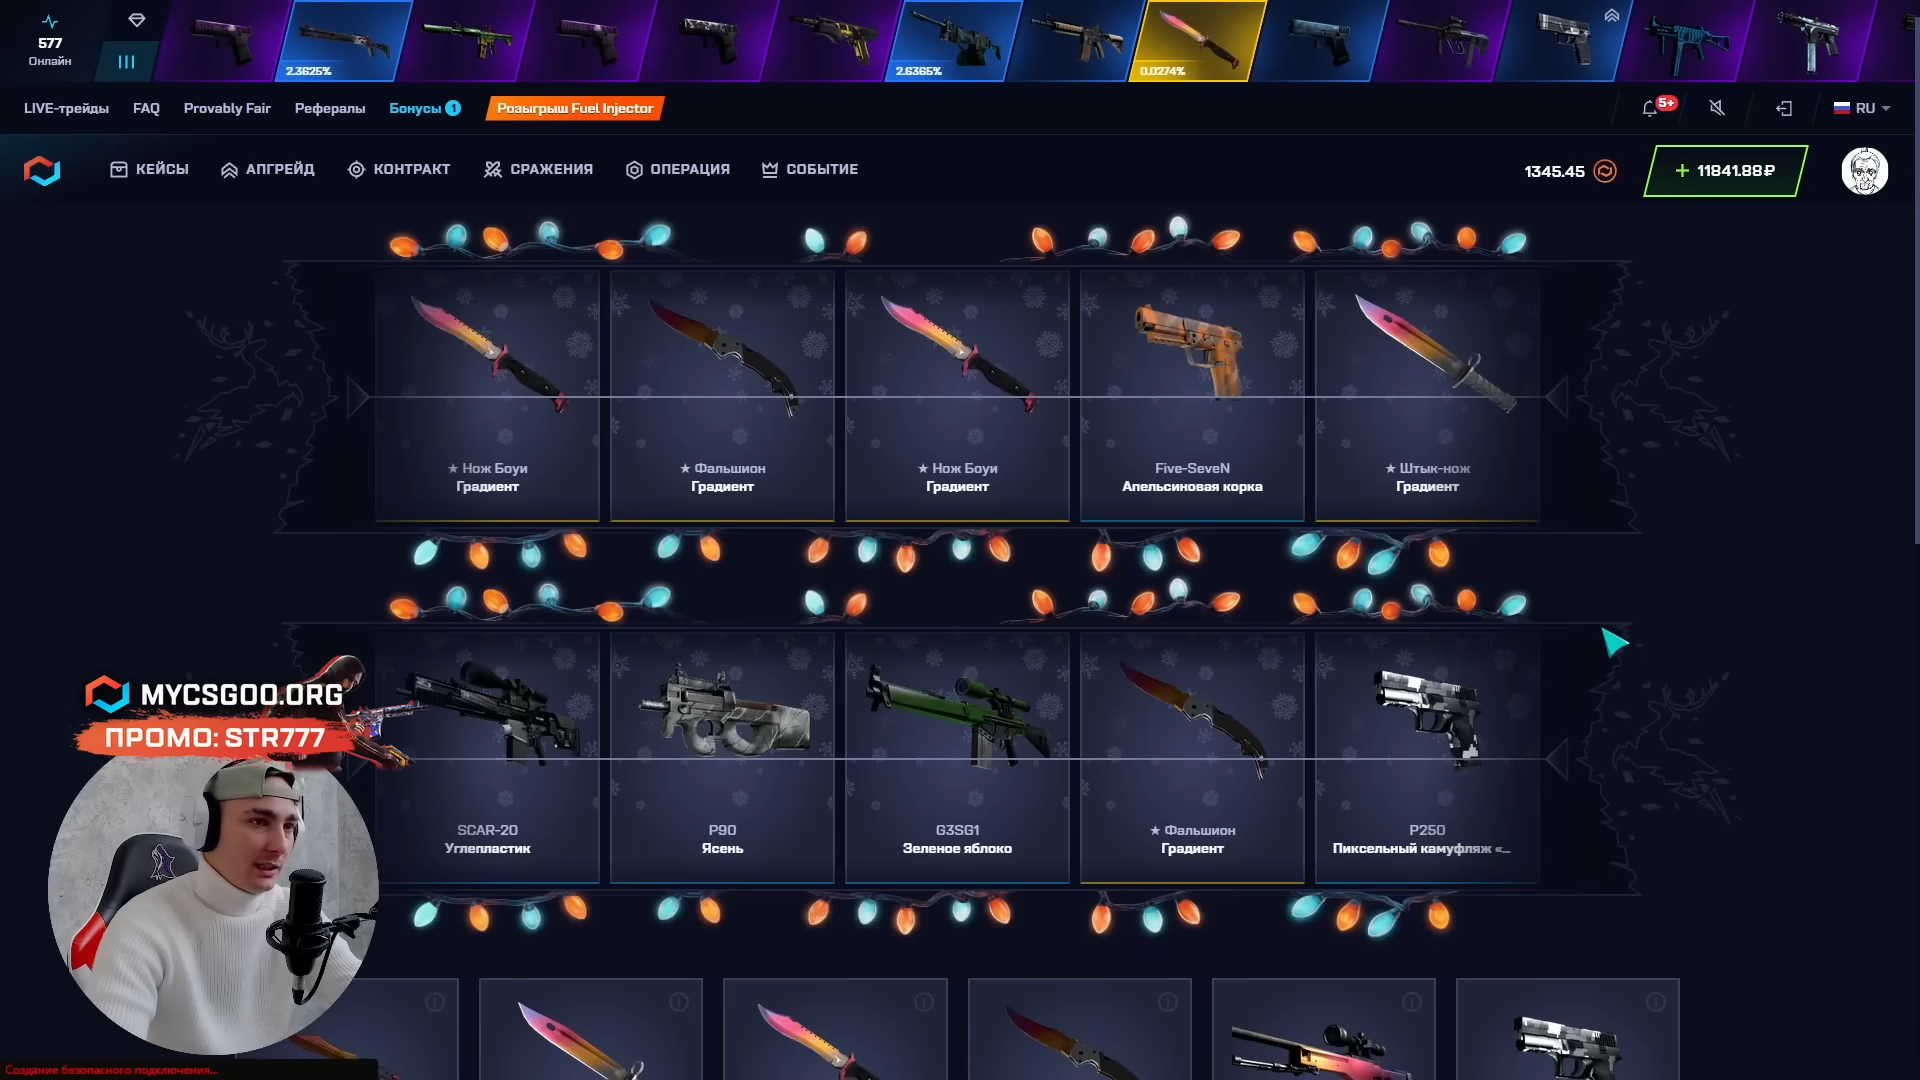 577
Онлайн
2.3625%
2.6365%
0.0274%
LIVE-трейды
FAQ
Provably Fair
Рефералы
Бонусы 1
Розыгрыш Fuel Injector
5+
RU
КЕЙСЫ
АПГРЕЙД
КОНТРАКТ
СРАЖЕНИЯ
ОПЕРАЦИЯ
СОБЫТИЕ
1345.45
+ 11841.88₽
★ Нож Боуи
Градиент
★ Фальшион
Градиент
★ Нож Боуи
Градиент
Five-SeveN
Апельсиновая корка
★ Штык-нож
Градиент
MYCSGOO.ORG
ПРОМО: STR777
SCAR-20
Углепластик
P90
Ясень
G3SG1
Зеленое яблоко
★ Фальшион
Градиент
P250
Пиксельный камуфляж «...
Создание безопасного подключения...